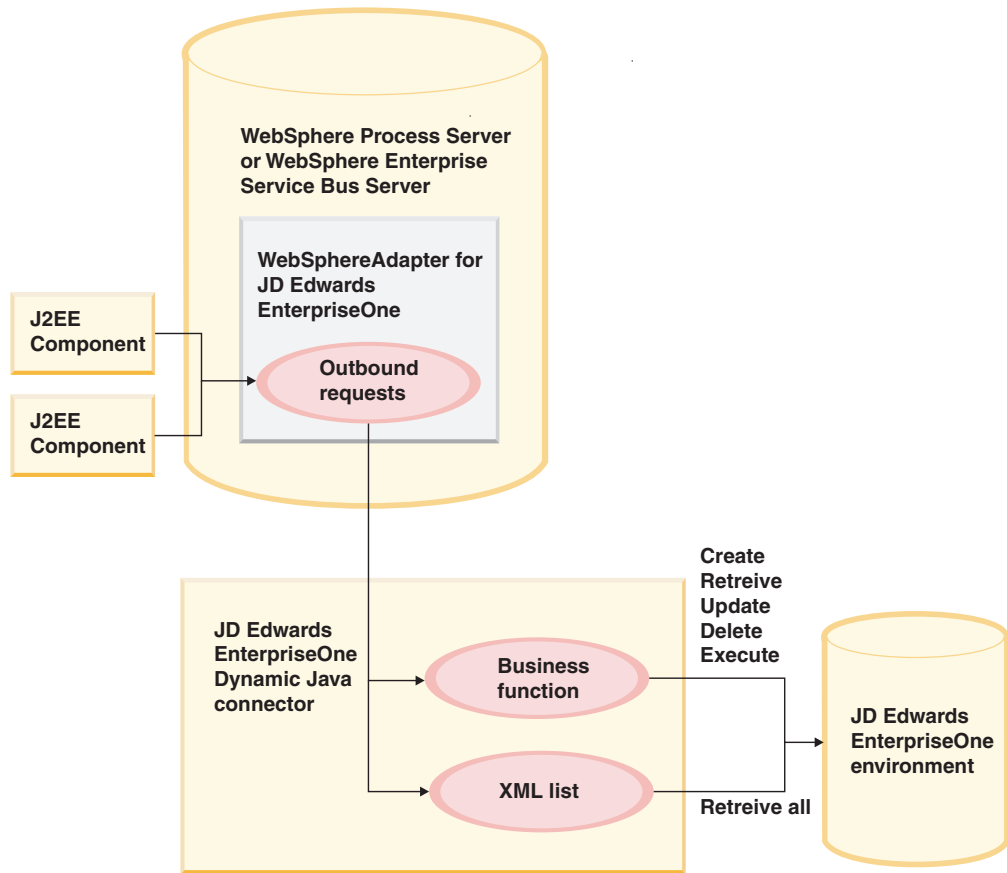 WebSphere Process Server
or WebSphere Enterprise
Service Bus Server
WebSphereAdapter for
JD Edwards
EnterpriseOne
J2EE
Component
Outbound
requests
J2EE
Component
Create
Retreive
Update
Delete
Execute
JD Edwards
EnterpriseOne
Dynamic Java
connector
Business
function
JD Edwards
EnterpriseOne
environment
XML list
Retreive all